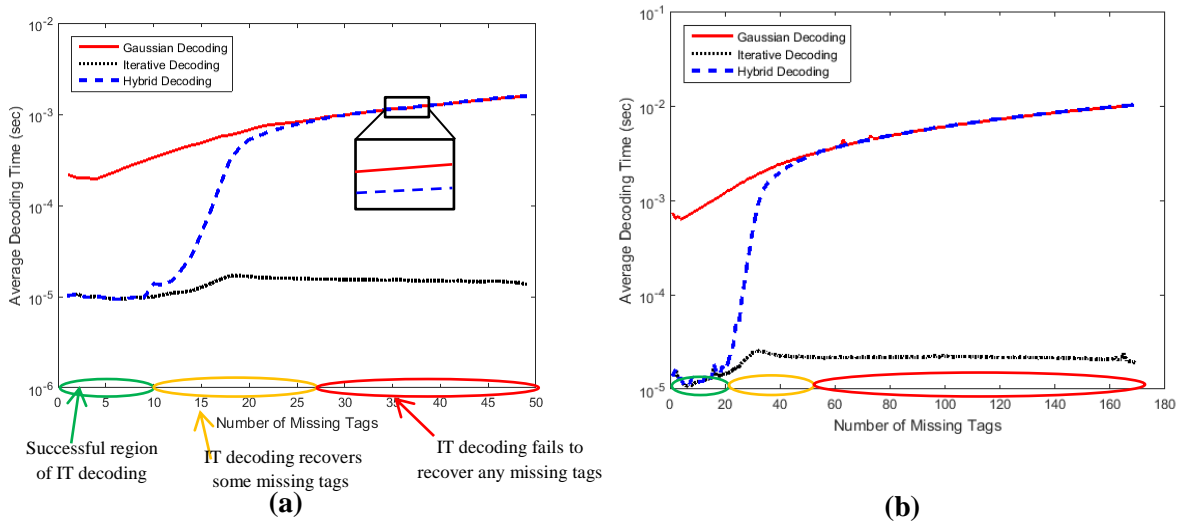 10-2
10-3
10-4
10-5
10-6
Average Decoding Time (sec)
Gaussian Decoding
Iterative Decoding
Hybrid Decoding
0 5 10 15 20 25 30 35 40 45 50
Number of Missing Tags
Successful region
of IT decoding
IT decoding recovers
some missing tags
IT decoding fails to
recover any missing tags
(a)
10-1
10-2
10-3
10-4
10-5
Average Decoding Time (sec)
Gaussian Decoding
Iterative Decoding
Hybrid Decoding
0 20 40 60 80 100 120 140 160 180
Number of Missing Tags
(b)